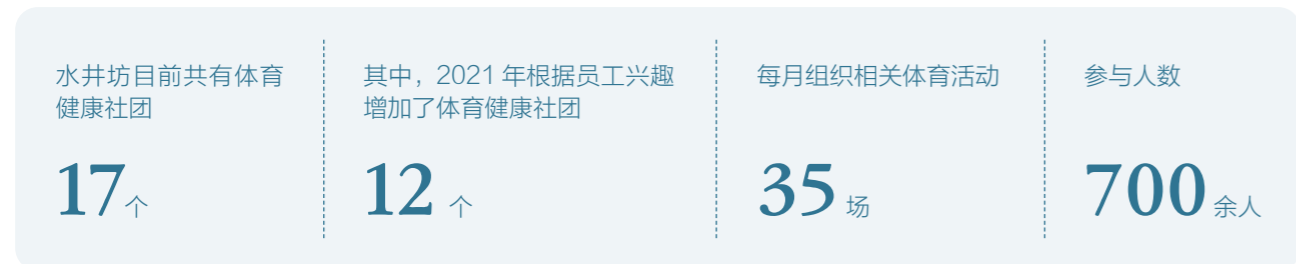 水井坊目前共有体育
健康社团
17个
其中，2021 年根据员工兴趣
增加了体育健康社团
12 个
每月组织相关体育活动
35 场
参与人数
700 余人